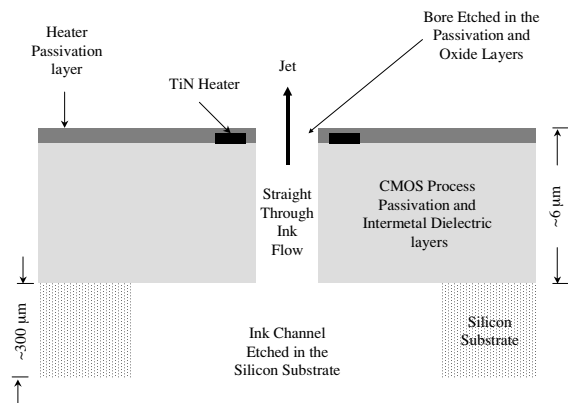 Heater
Passivation
layer
TiN Heater
Jet
Bore Etched in the
Passivation and
Oxide Layers
Straight
Through
Ink
Flow
CMOS Process
Passivation and
Intermetal Dielectric
layers
~9 μm
~300 μm
Ink Channel
Etched in the
Silicon Substrate
Silicon
Substrate